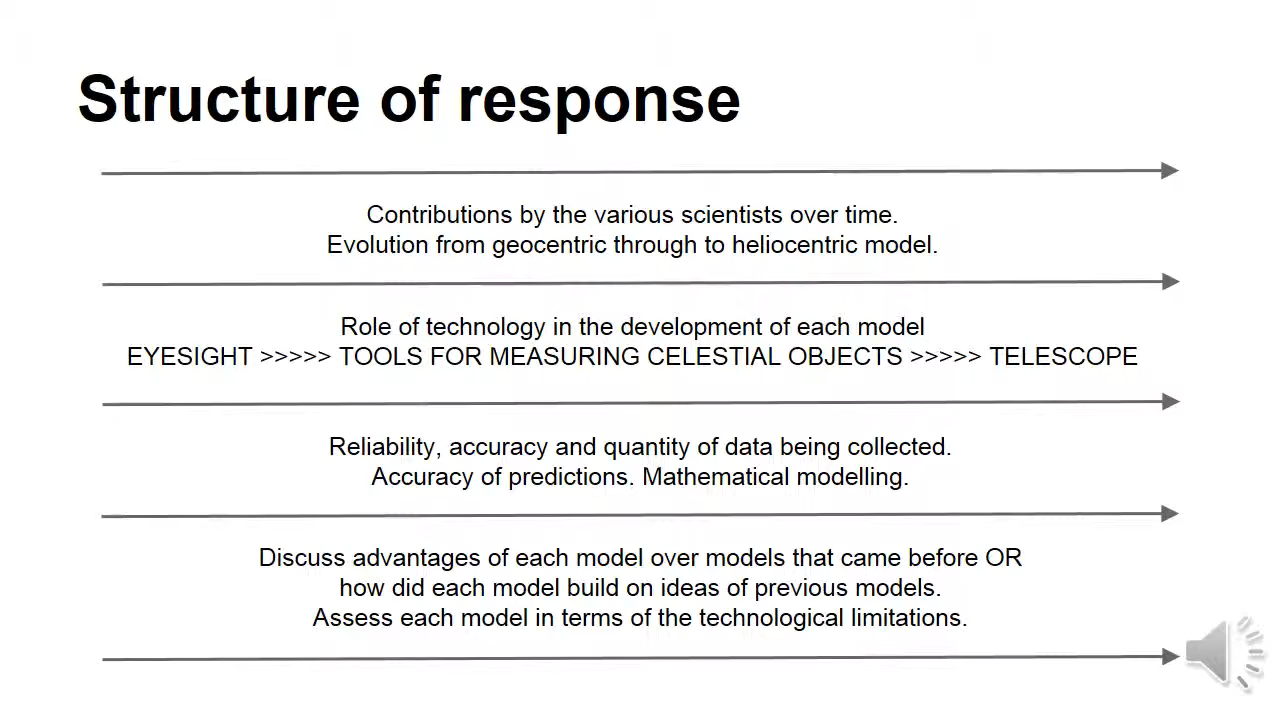 Structure of response
Contributions by the various scientists over time.
Evolution from geocentric through to heliocentric model.
Role of technology in the development of each model
EYESIGHT >>>>> TOOLS FOR MEASURING CELESTIAL OBJECTS >>>>> TELESCOPE
Reliability, accuracy and quantity of data being collected.
Accuracy of predictions. Mathematical modelling.
Discuss advantages of each model over models that came before OR
how did each model build on ideas of previous models.
Assess each model in terms of the technological limitations.